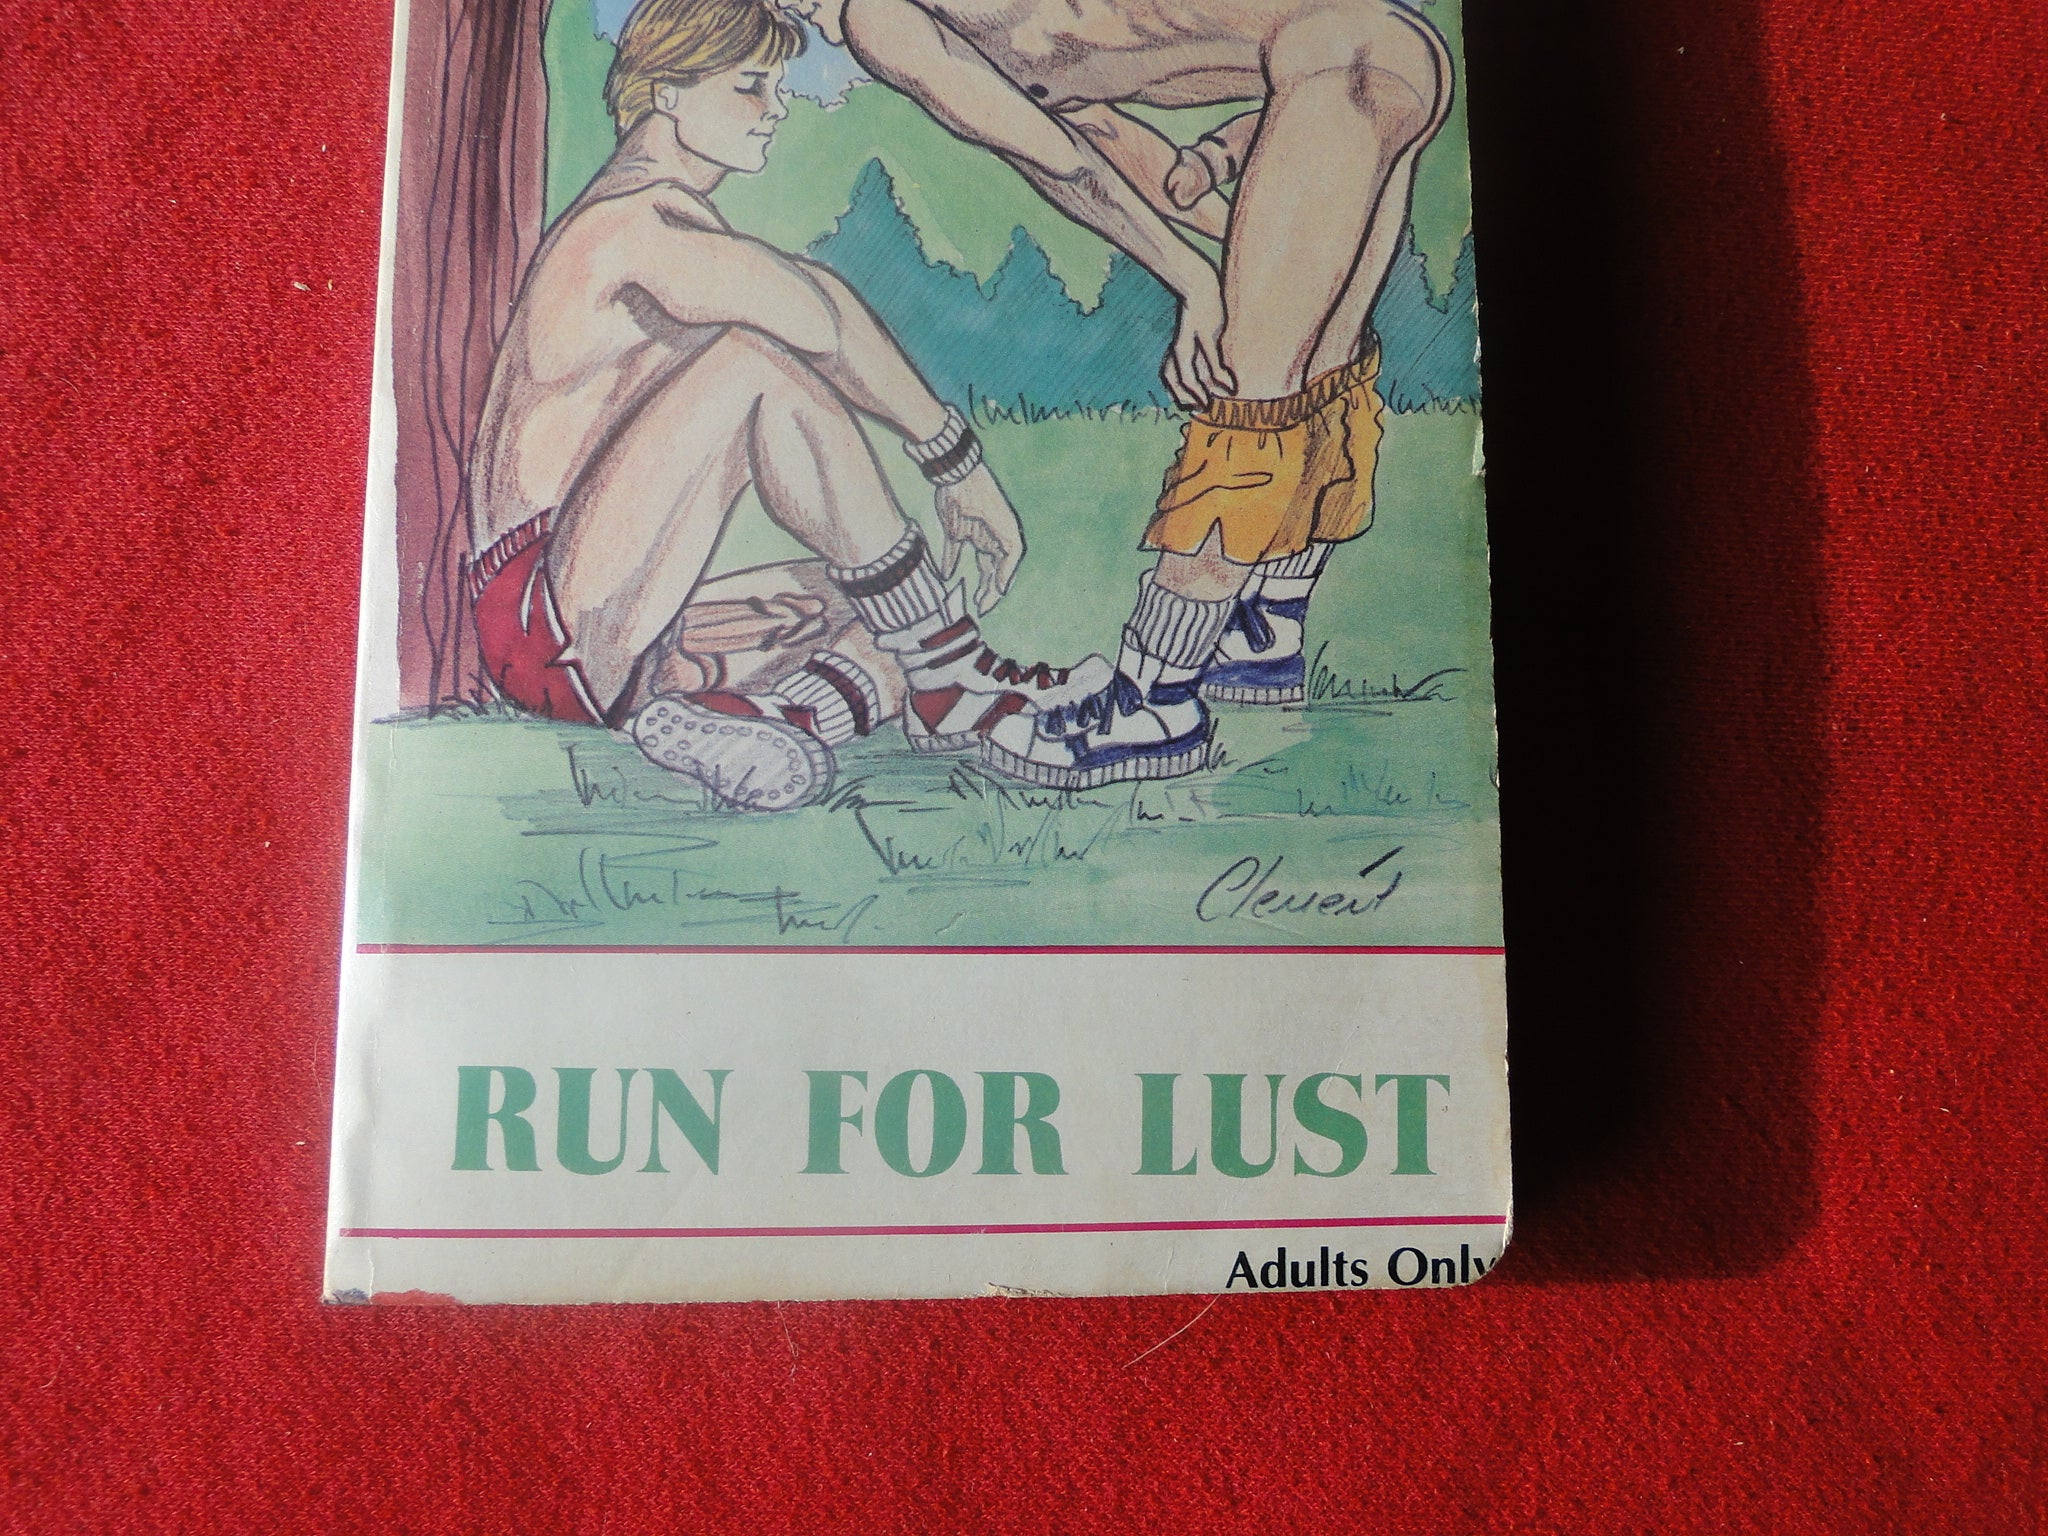 Clement
RUN FOR LUST
Adults Only